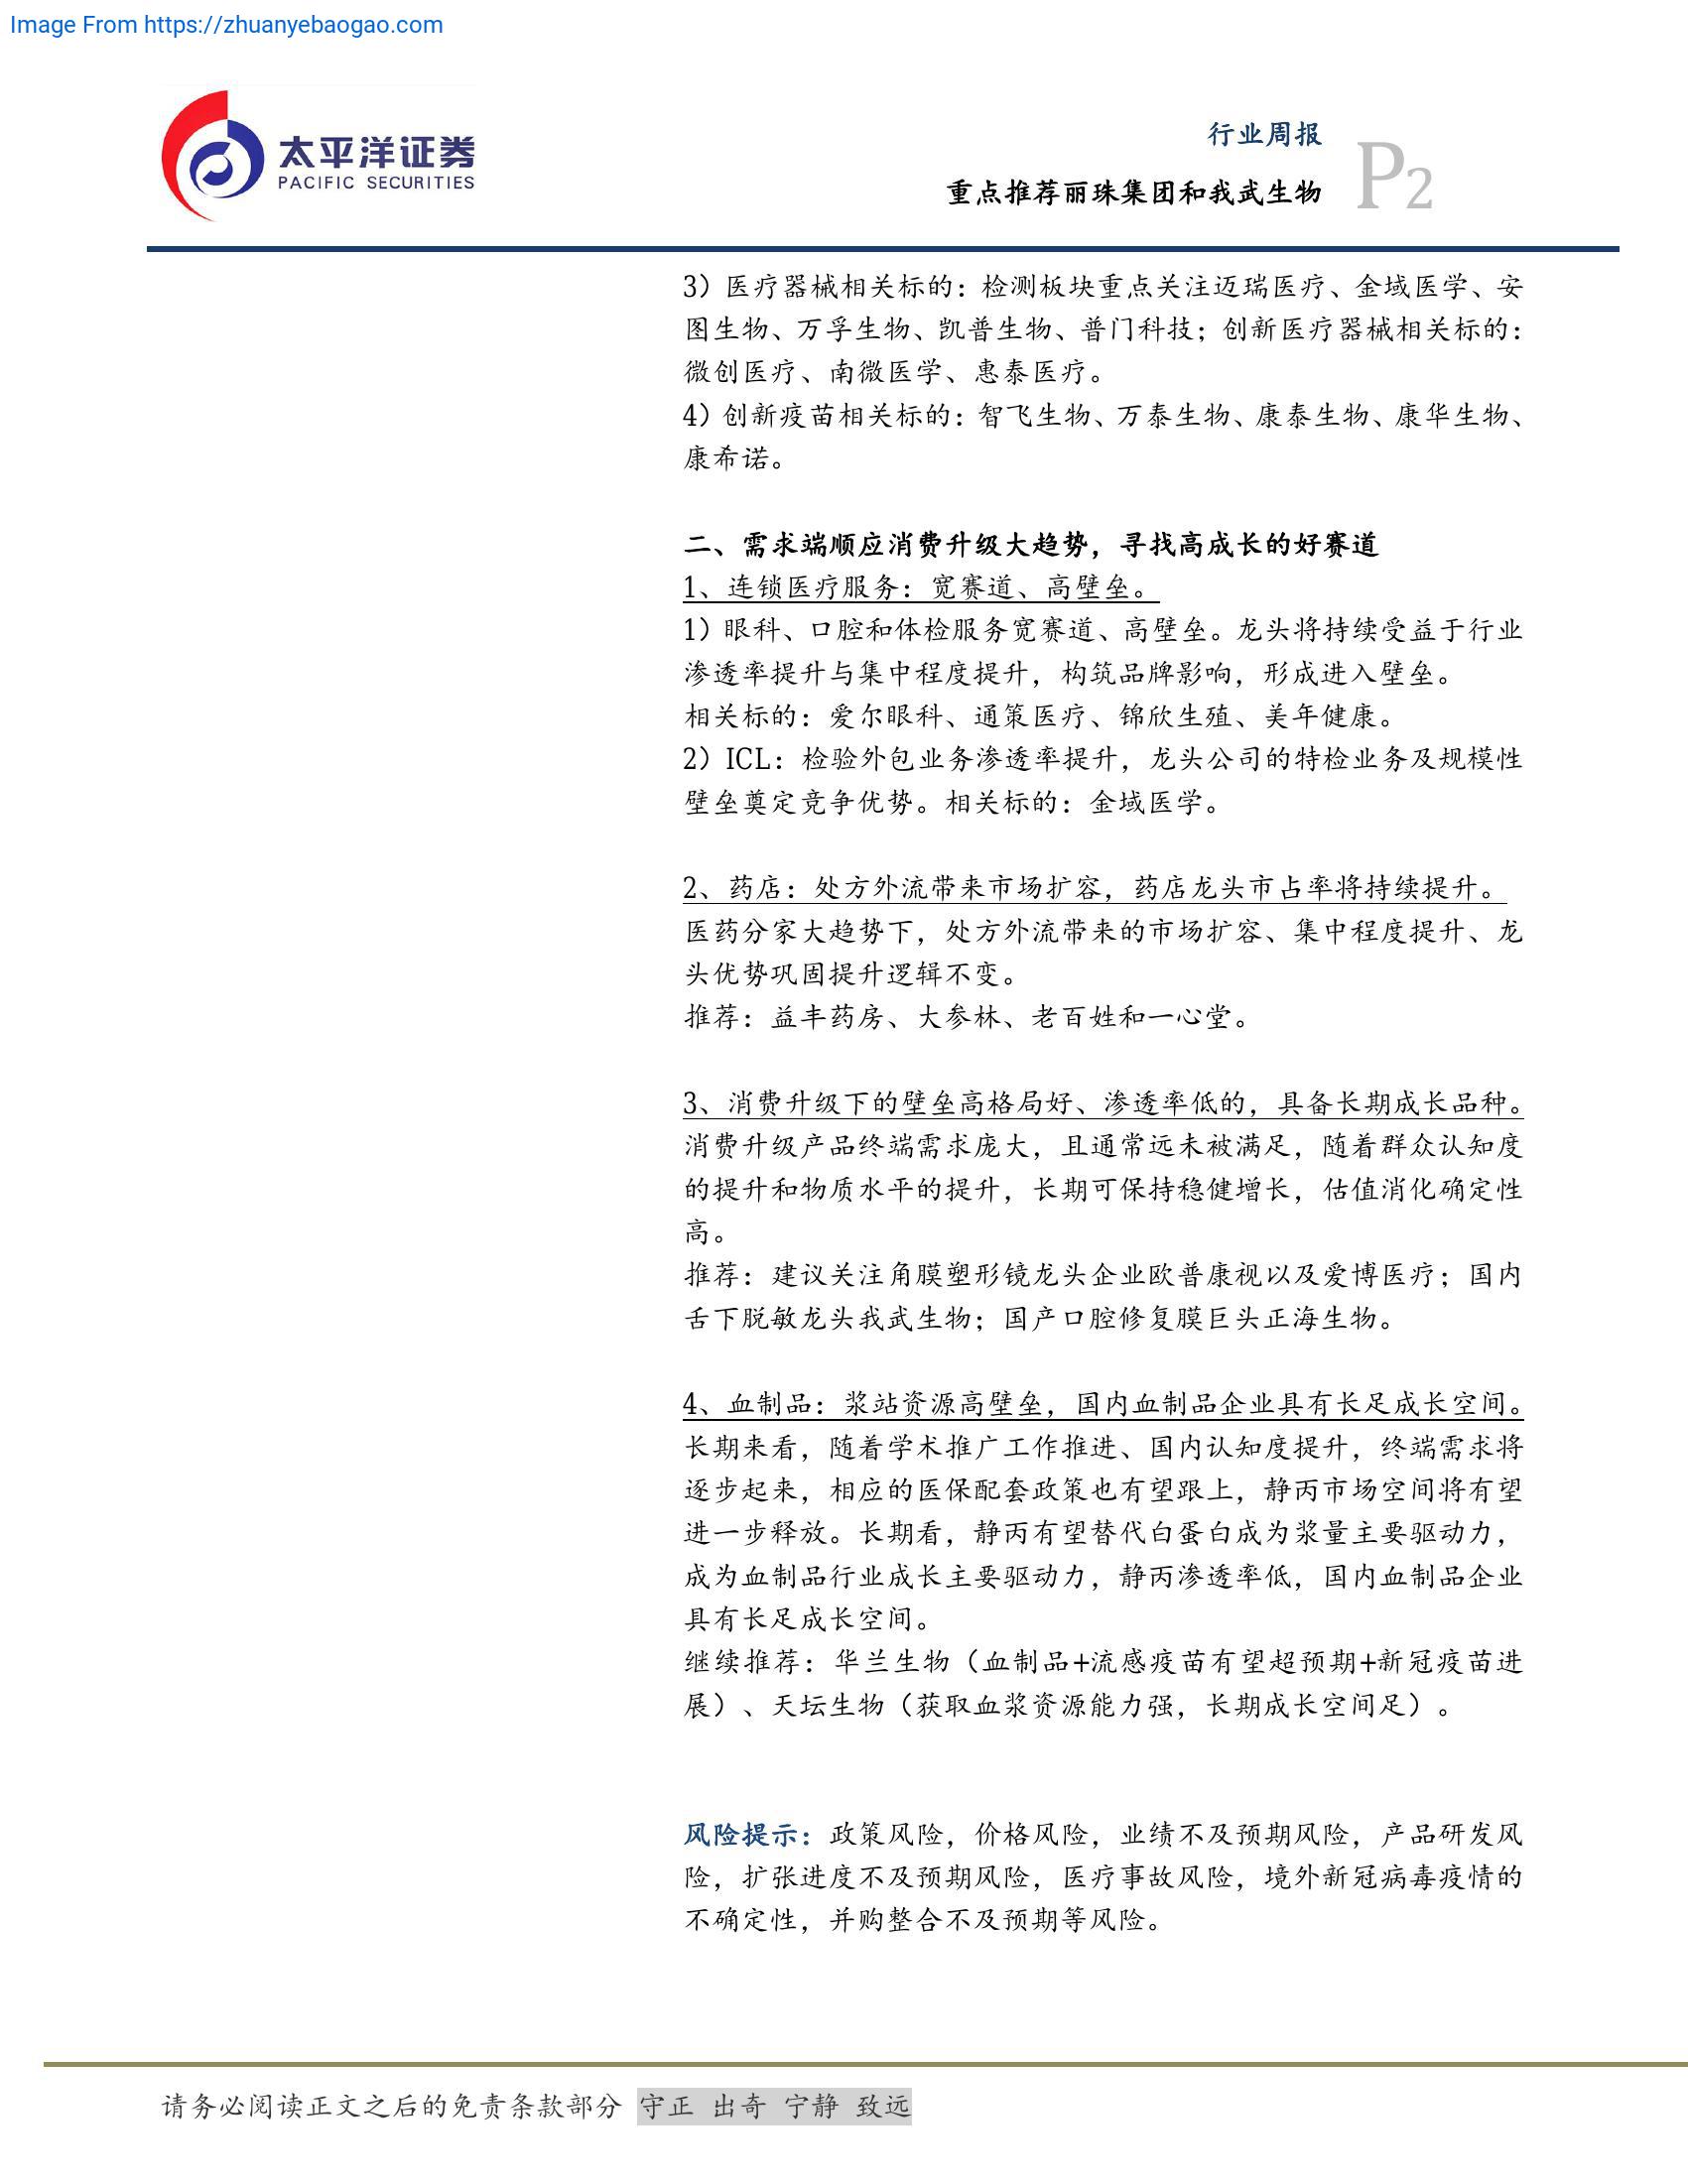 Image From https://zhuanyebaogao.com
太平洋证券
PACIFIC SECURITIES
行业周报
重点推荐丽珠集团和我武生物
P2
3）医疗器械相关标的：检测板块重点关注迈瑞医疗、金域医学、安
图生物、万孚生物、凯普生物、普门科技；创新医疗器械相关标的：
微创医疗、南微医学、惠泰医疗。
4）创新疫苗相关标的：智飞生物、万泰生物、康泰生物、康华生物、
康希诺。
二、需求端顺应消费升级大趋势，寻找高成长的好赛道
1、连锁医疗服务：宽赛道、高壁垒。
1）眼科、口腔和体检服务宽赛道、高壁垒。龙头将持续受益于行业
渗透率提升与集中程度提升，构筑品牌影响，形成进入壁垒。
相关标的：爱尔眼科、通策医疗、锦欣生殖、美年健康。
2）ICL：检验外包业务渗透率提升，龙头公司的特检业务及规模性
壁垒奠定竞争优势。相关标的：金域医学。
2、药店：处方外流带来市场扩容，药店龙头市占率将持续提升。
医药分家大趋势下，处方外流带来的市场扩容、集中程度提升、龙
头优势巩固提升逻辑不变。
推荐：益丰药房、大参林、老百姓和一心堂。
3、消费升级下的壁垒高格局好、渗透率低的，具备长期成长品种。
消费升级产品终端需求庞大，且通常远未被满足，随着群众认知度
的提升和物质水平的提升，长期可保持稳健增长，估值消化确定性
高。
推荐：建议关注角膜塑形镜龙头企业欧普康视以及爱博医疗；国内
舌下脱敏龙头我武生物；国产口腔修复膜巨头正海生物。
4、血制品：浆站资源高壁垒，国内血制品企业具有长足成长空间。
长期来看，随着学术推广工作推进、国内认知度提升，终端需求将
逐步起来，相应的医保配套政策也有望跟上，静丙市场空间将有望
进一步释放。长期看，静丙有望替代白蛋白成为浆量主要驱动力，
成为血制品行业成长主要驱动力，静丙渗透率低，国内血制品企业
具有长足成长空间。
继续推荐：华兰生物（血制品+流感疫苗有望超预期+新冠疫苗进
展）、天坛生物（获取血浆资源能力强，长期成长空间足）。
风险提示：政策风险，价格风险，业绩不及预期风险，产品研发风
险，扩张进度不及预期风险，医疗事故风险，境外新冠病毒疫情的
不确定性，并购整合不及预期等风险。
请务必阅读正文之后的免责条款部分 守正 出奇 宁静 致远